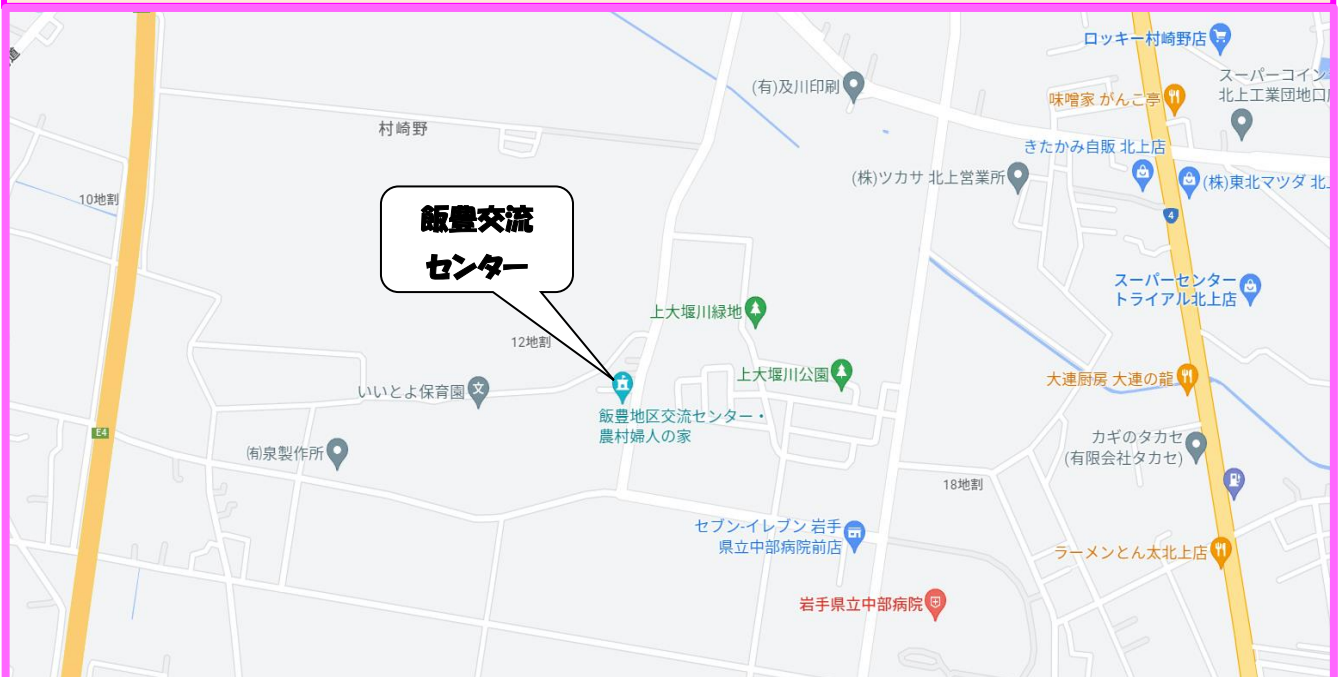 ロッキー村崎野店
スーパーコイン
北上工業団地口
(有)及川印刷
味噌家 がんこ亭
村崎野
きたかみ自販 北上店
(株)ツカサ 北上営業所
(株)東北マツダ 北
10地割
4
飯豊交流
センター
スーパーセンター
トライアル北上店
上大堰川緑地
12地割
上大堰川公園
大連厨房 大連の龍
いいとよ保育園
飯豊地区交流センター・
農村婦人の家
E4
カギのタカセ
(有限会社タカセ)
㈲泉製作所
18地割
セブン-イレブン 岩手
県立中部病院前店
ラーメンとん太北上店
岩手県立中部病院